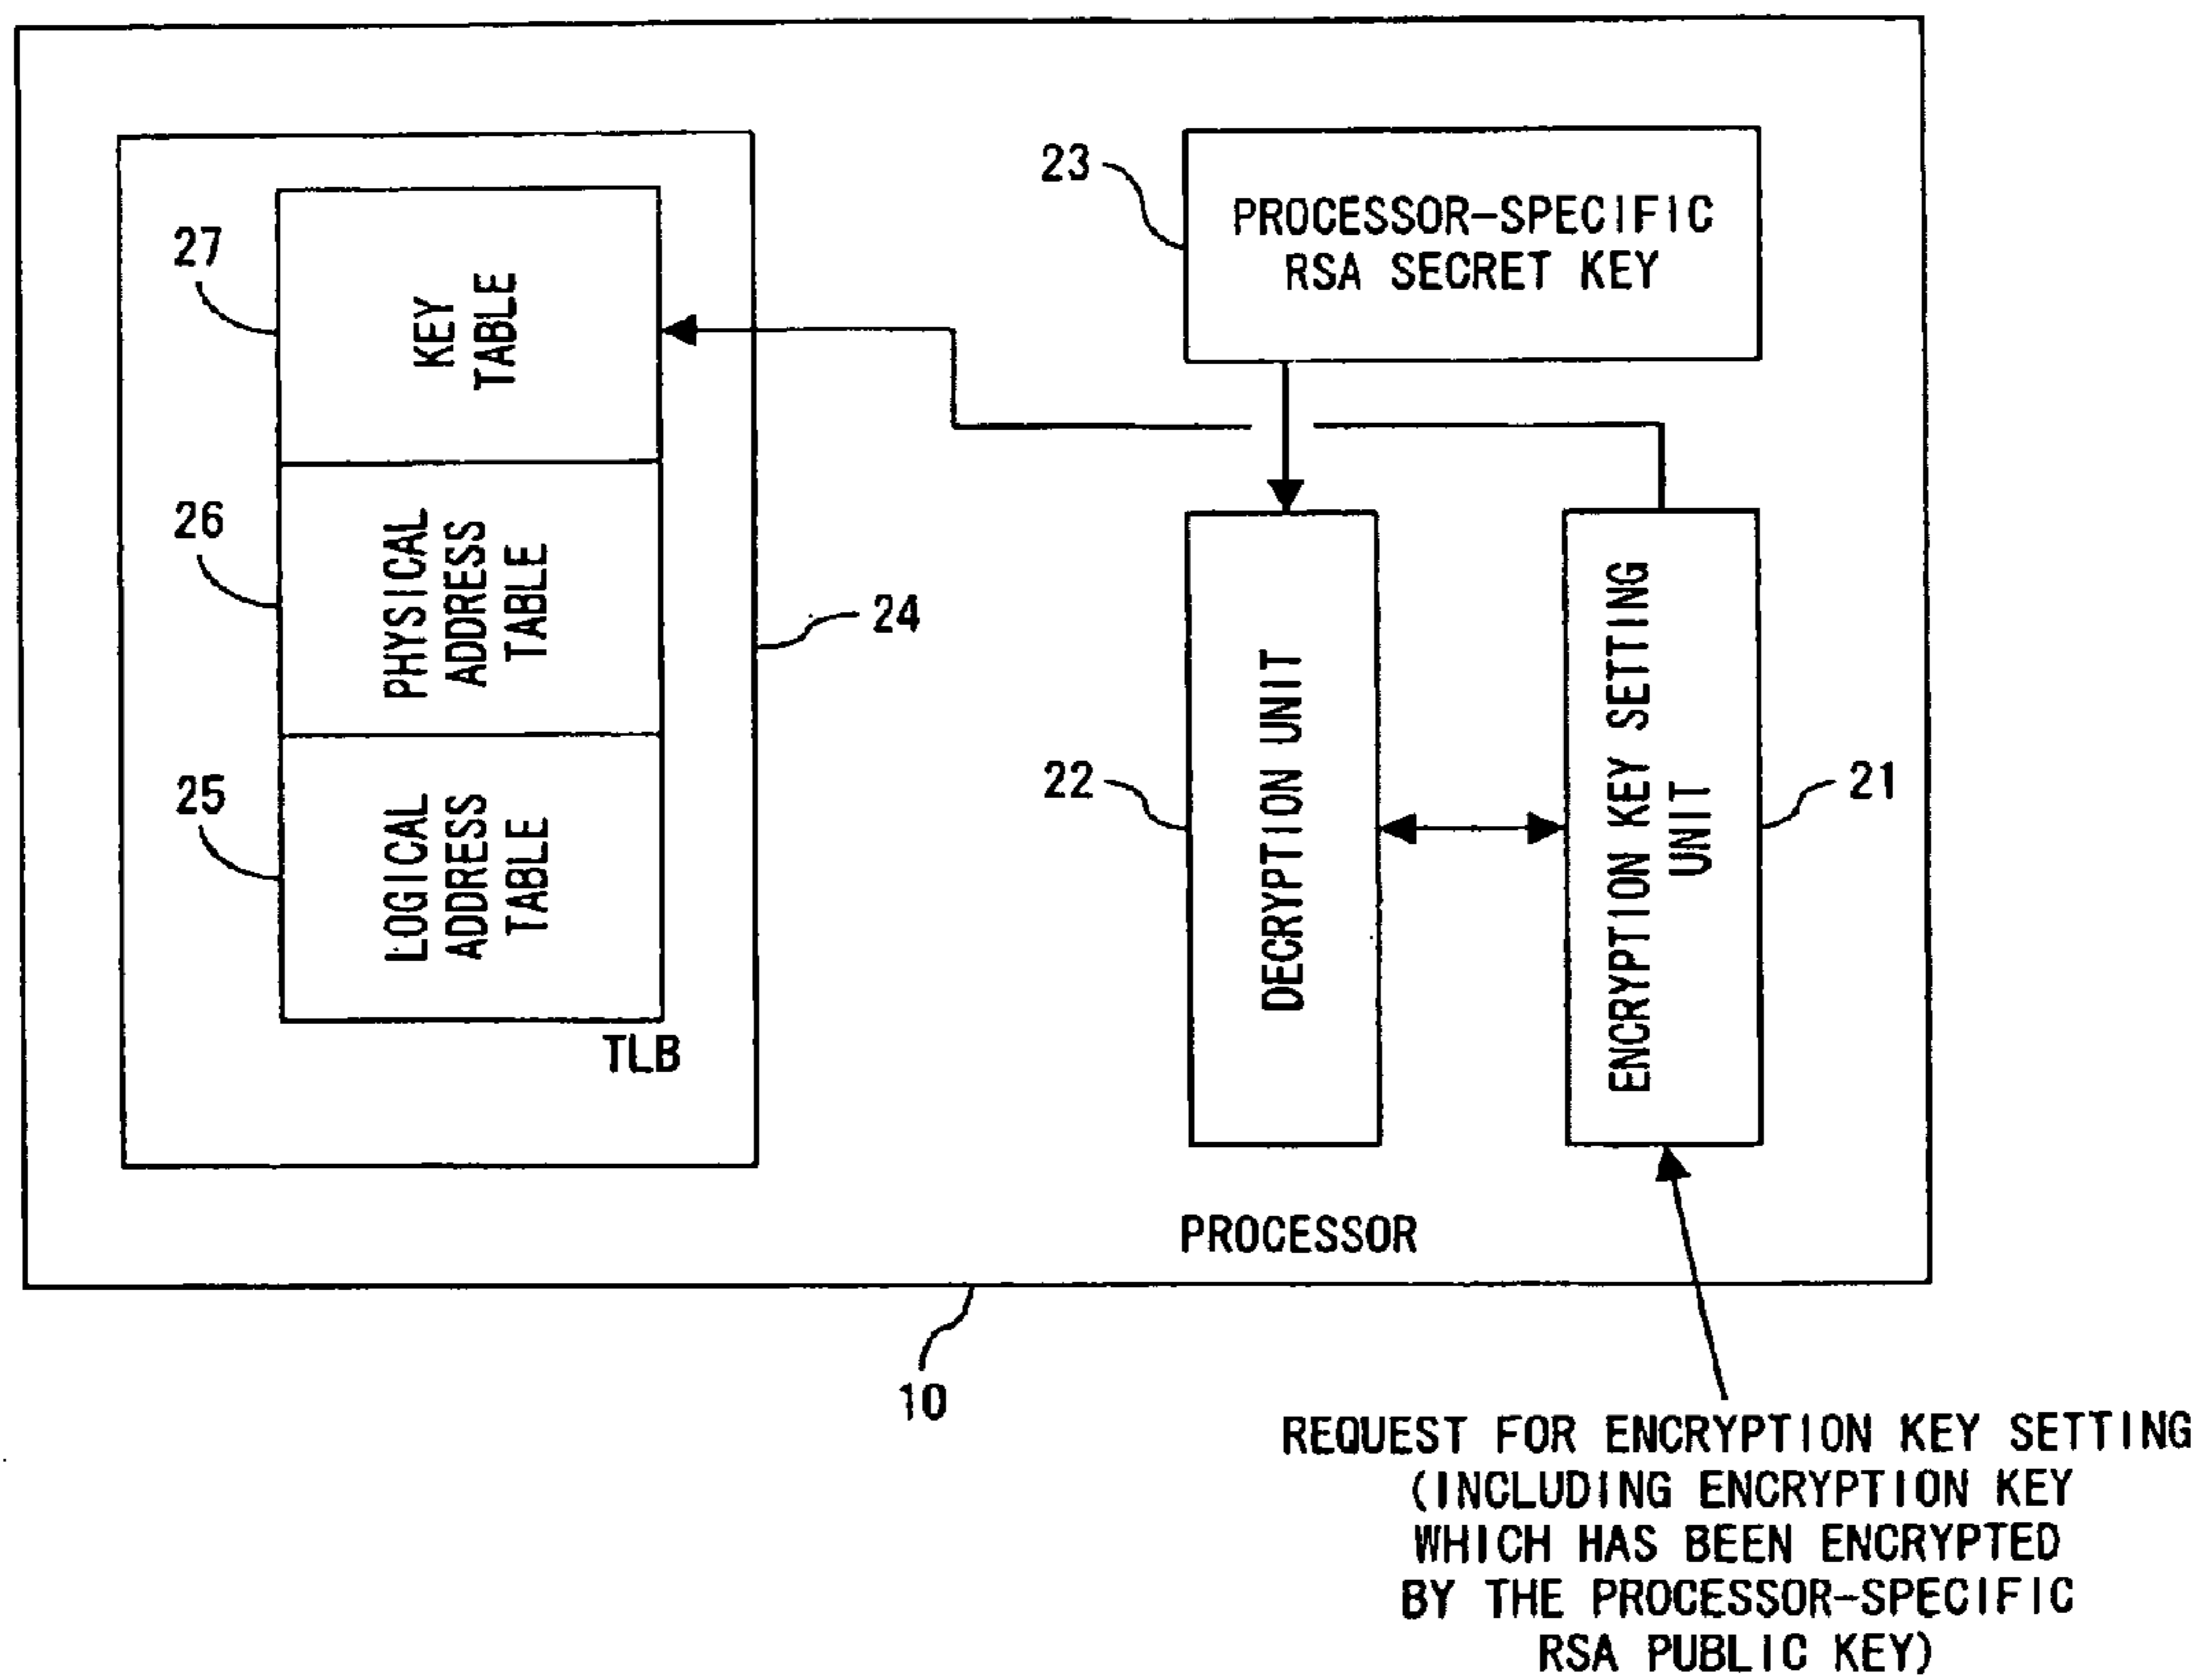 23
PROCESSOR-SPECIFIC
RSA SECRET KEY
27
KEY
TABLE
26
PHYSICAL
ADDRESS
TABLE
24
25
LOGICAL
ADDRESS
TABLE
TLB
22
DECRYPTION UNIT
ENCRYPTION KEY SETTING
UNIT
21
PROCESSOR
10
REQUEST FOR ENCRYPTION KEY SETTING
(INCLUDING ENCRYPTION KEY
WHICH HAS BEEN ENCRYPTED
BY THE PROCESSOR-SPECIFIC
RSA PUBLIC KEY)